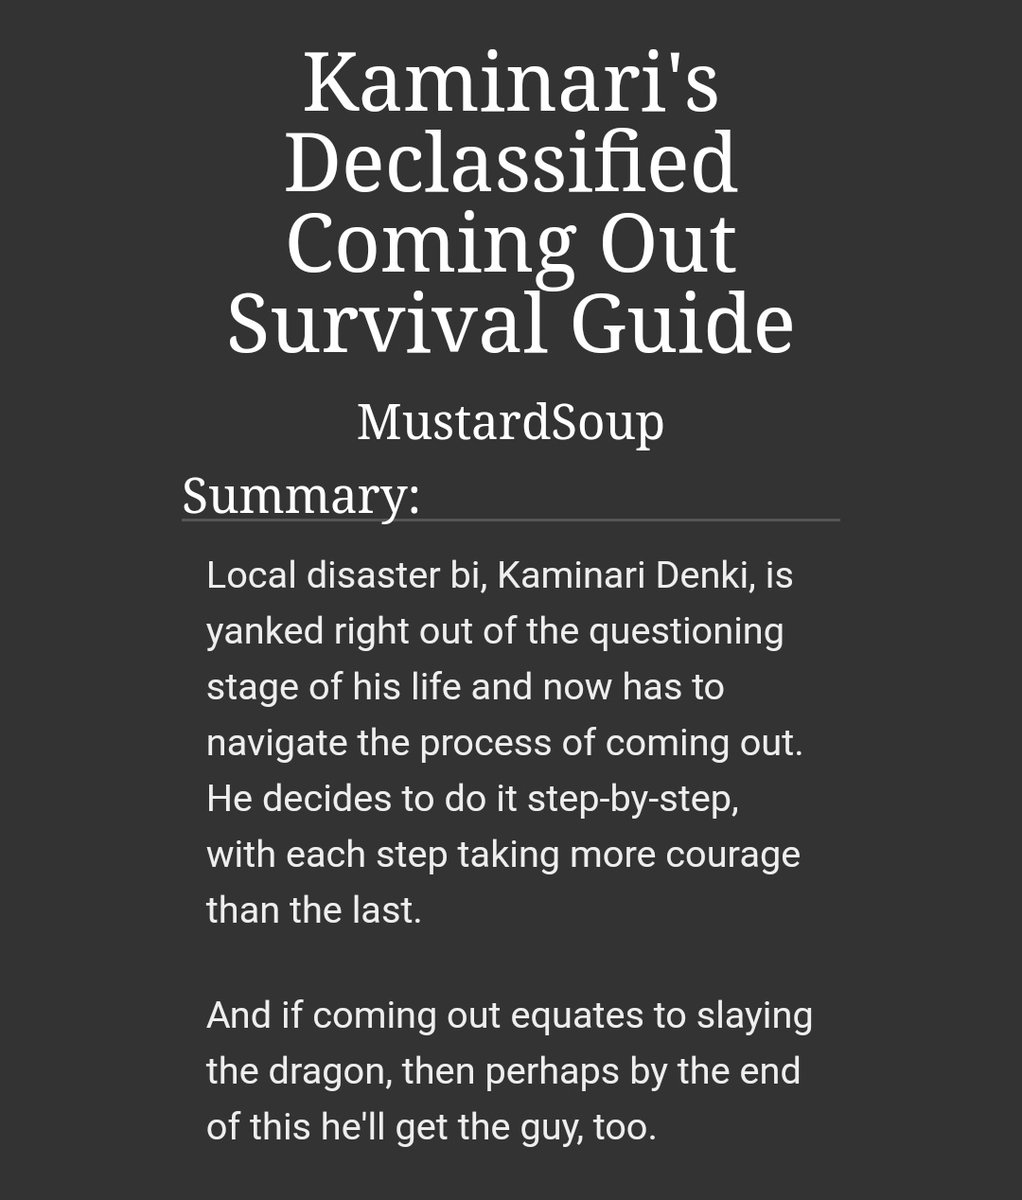 Kaminari's
Declassified
Coming Out
Survival Guide
MustardSoup
Summary:
Local disaster bi, Kaminari Denki, is
yanked right out of the questioning
stage of his life and now has to
navigate the process of coming out.
He decides to do it step-by-step,
with each step taking more courage
than the last.
And if coming out equates to slaying
the dragon, then perhaps by the end
of this he'll get the guy, too.